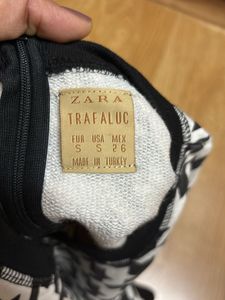 ZARA
TRAFALUC
EUR USA MEX
S S 26
MADE IN TURKEY